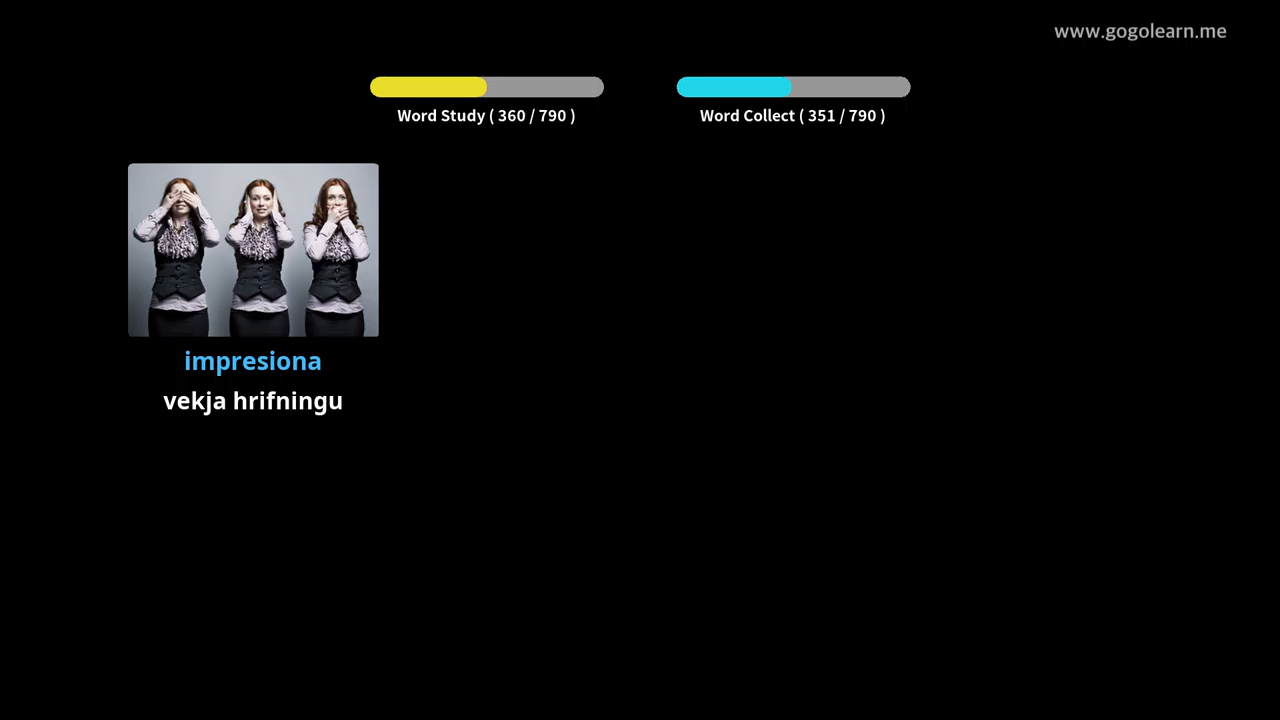 www.gogolearn.me
Word Study ( 360 / 790 )
Word Collect ( 351 / 790 )
impresiona
vekja hrifningu